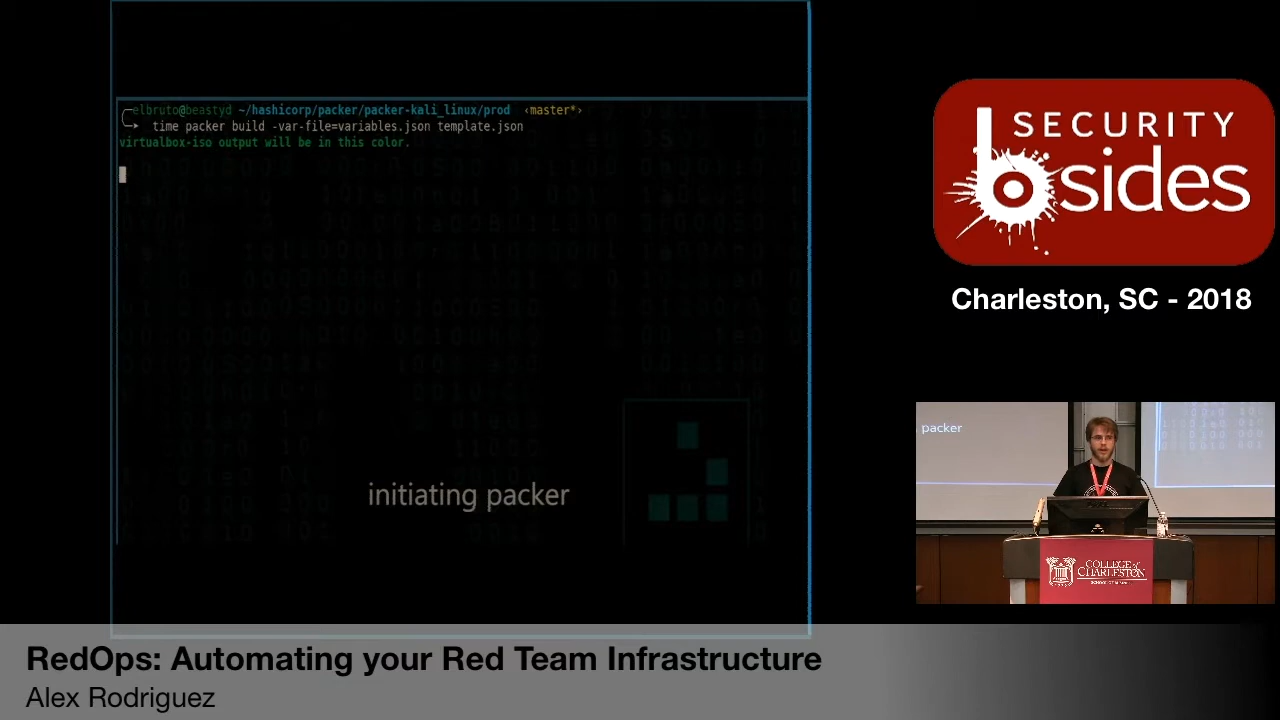 elbruto@beastyd ~/hashicorp/packer/packer-kali_linux/prod ‹master*›
time packer build -var-file=variables.json template.json
virtualbox-iso output will be in this color.
initiating packer
SECURITY
b sides
Charleston, SC - 2018
packer
COLLEGE of
CHARLESTON
RedOps: Automating your Red Team Infrastructure
Alex Rodriguez